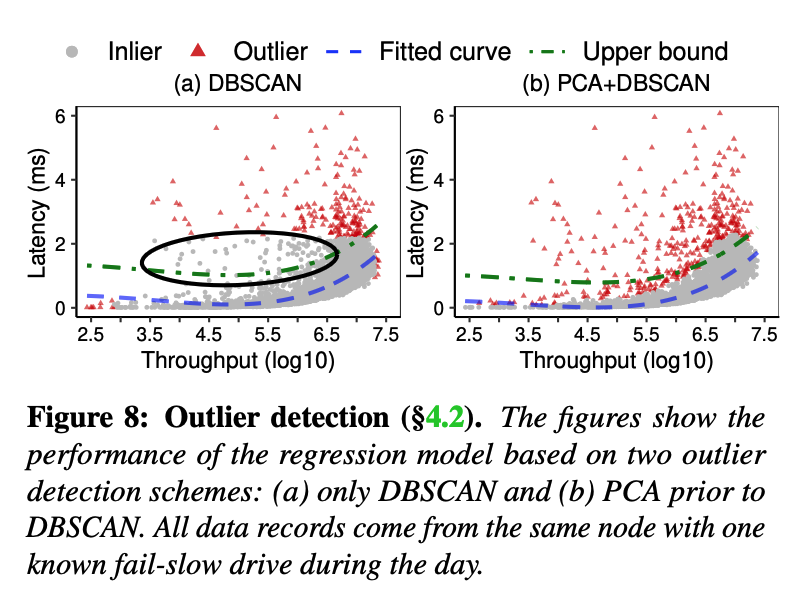 Inlier Outlier Fitted curve Upper bound
(a) DBSCAN (b) PCA+DBSCAN
Latency (ms)
6
4
2
0
2.5 3.5 4.5 5.5 6.5 7.5
Throughput (log10)
Latency (ms)
6
4
2
0
2.5 3.5 4.5 5.5 6.5 7.5
Throughput (log10)
Figure 8: Outlier detection (§4.2). The figures show the
performance of the regression model based on two outlier
detection schemes: (a) only DBSCAN and (b) PCA prior to
DBSCAN. All data records come from the same node with one
known fail-slow drive during the day.